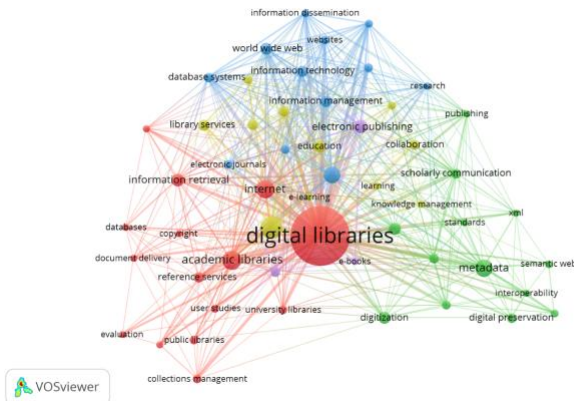 information dissemination
websites
world wide web
information technology
database systems
research
information management
publishing
library services
electronic publishing
education
collaboration
electronic journals
scholarly communication
information retrieval
internet
learning
e-learning
knowledge management
xml
databases
copyright
digital libraries
standards
document delivery
academic libraries
e-books
metadata
semantic web
reference services
interoperability
user studies
university libraries
digitization
digital preservation
evaluation
public libraries
collections management
VOSviewer